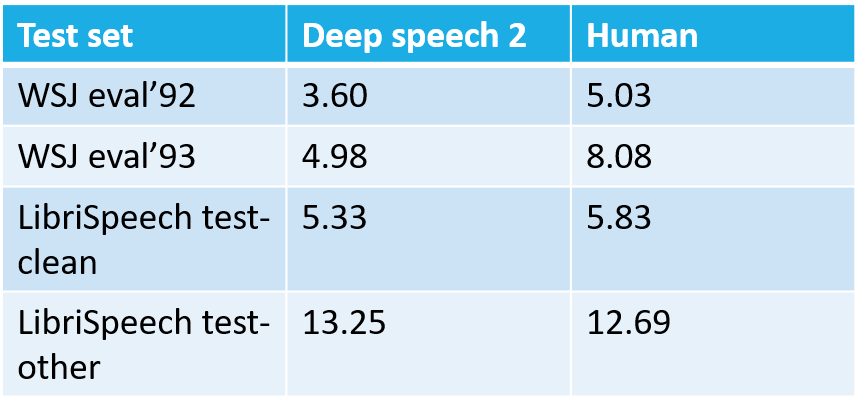 Test set Deep speech 2 Human
WSJ eval’92 3.60 5.03
WSJ eval’93 4.98 8.08
LibriSpeech test- 5.33 5.83
clean
LibriSpeech test- 13.25 12.69
other